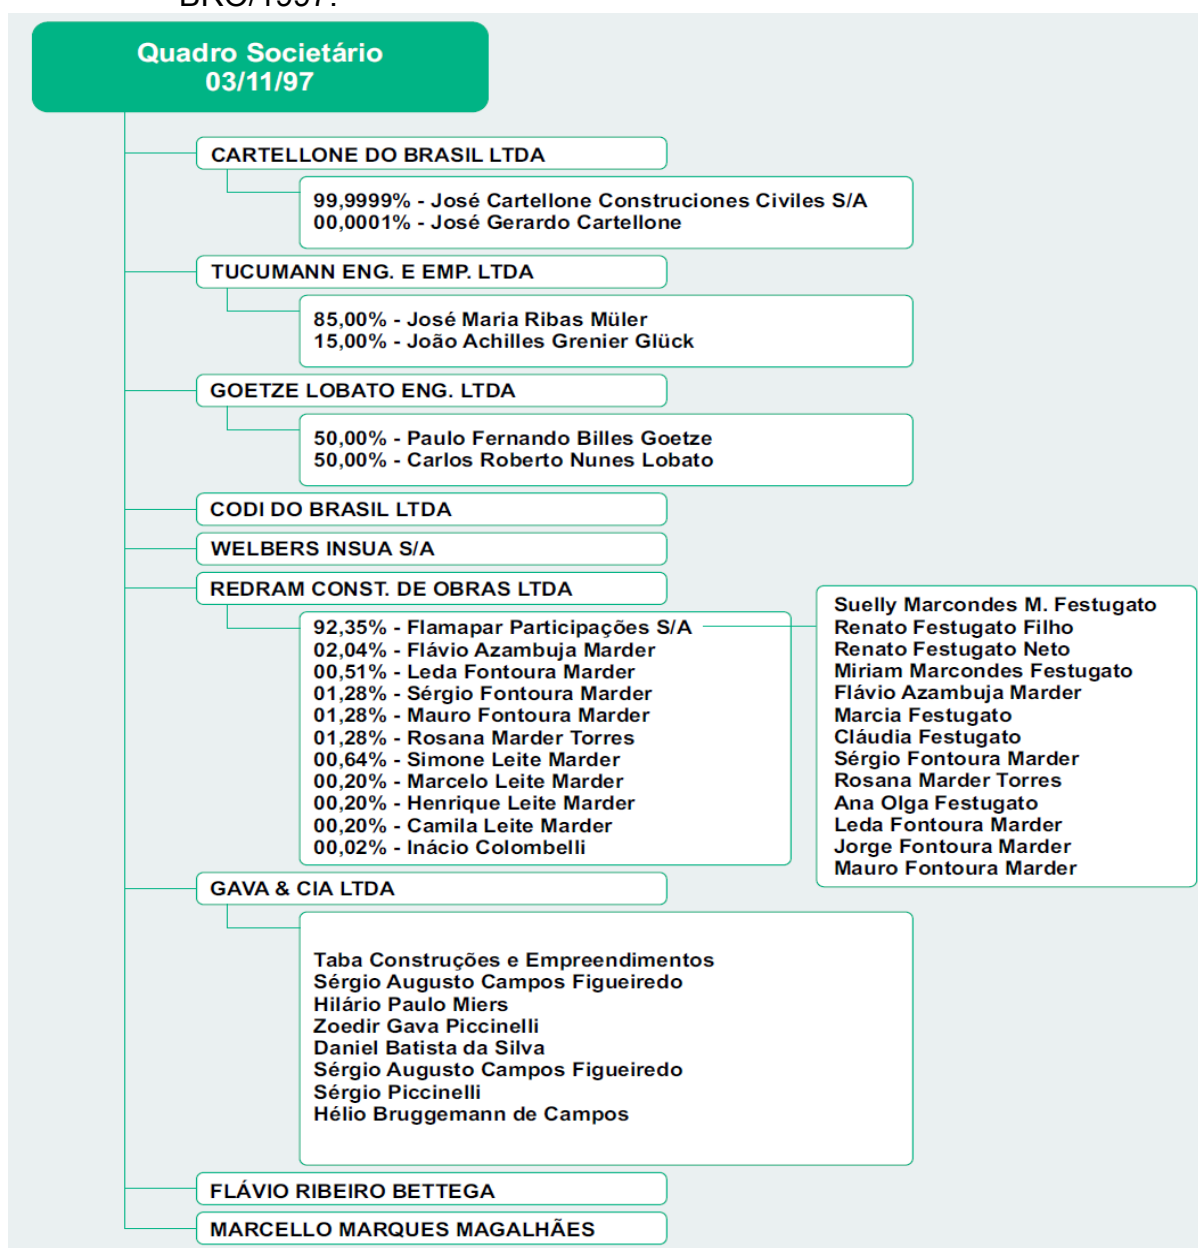 BRO/1997:
Quadro Societário
03/11/97
CARTELLONE DO BRASIL LTDA
99,9999% - José Cartellone Construciones Civiles S/A
00,0001% - José Gerardo Cartellone
TUCUMANN ENG. E EMP. LTDA
85,00% - José Maria Ribas Müler
15,00% - João Achilles Grenier Glück
GOETZE LOBATO ENG. LTDA
50,00% - Paulo Fernando Billes Goetze
50,00% - Carlos Roberto Nunes Lobato
CODI DO BRASIL LTDA
WELBERS INSUA S/A
REDRAM CONST. DE OBRAS LTDA
92,35% - Flamapar Participações S/A
02,04% - Flávio Azambuja Marder
00,51% - Leda Fontoura Marder
01,28% - Sérgio Fontoura Marder
01,28% - Mauro Fontoura Marder
01,28% - Rosana Marder Torres
00,64% - Simone Leite Marder
00,20% - Marcelo Leite Marder
00,20% - Henrique Leite Marder
00,20% - Camila Leite Marder
00,02% - Inácio Colombelli
Suelly Marcondes M. Festugato
Renato Festugato Filho
Renato Festugato Neto
Miriam Marcondes Festugato
Flávio Azambuja Marder
Marcia Festugato
Cláudia Festugato
Sérgio Fontoura Marder
Rosana Marder Torres
Ana Olga Festugato
Leda Fontoura Marder
Jorge Fontoura Marder
Mauro Fontoura Marder
GAVA & CIA LTDA
Taba Construções e Empreendimentos
Sérgio Augusto Campos Figueiredo
Hilário Paulo Miers
Zoedir Gava Piccinelli
Daniel Batista da Silva
Sérgio Augusto Campos Figueiredo
Sérgio Piccinelli
Hélio Bruggemann de Campos
FLÁVIO RIBEIRO BETTEGA
MARCELLO MARQUES MAGALHÃES